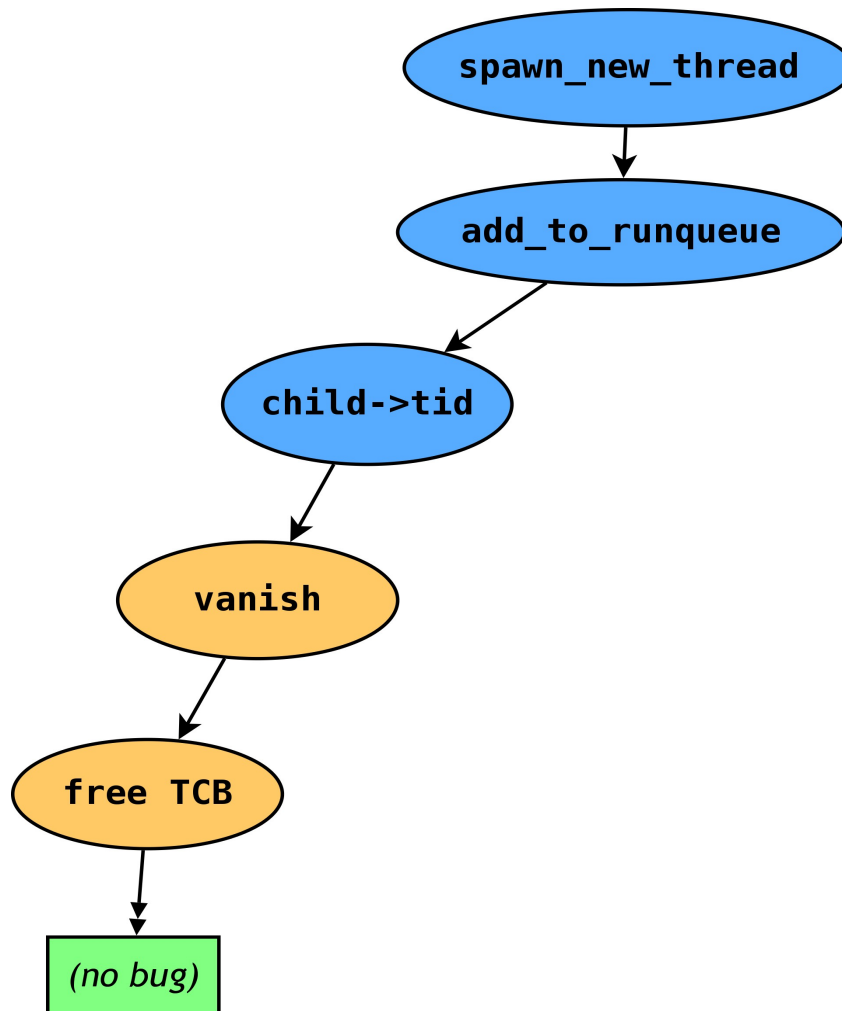 spawn_new_thread
add_to_runqueue
child->tid
vanish
free TCB
(no bug)